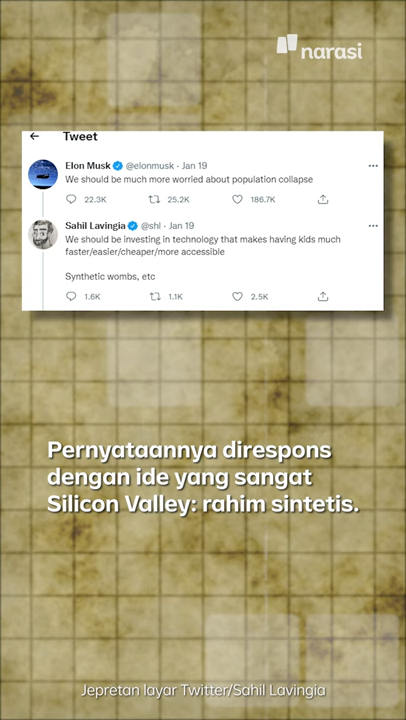 narasi
Tweet
Elon Musk @elonmusk · Jan 19
We should be much more worried about population collapse
22.3K 25.2K 186.7K
Sahil Lavingia @shl · Jan 19
We should be investing in technology that makes having kids much
faster/easier/cheaper/more accessible
Synthetic wombs, etc
1.6K 1.1K 2.5K
Pernyataannya direspons
dengan ide yang sangat
Silicon Valley: rahim sintetis.
Jepretan layar Twitter/Sahil Lavingia